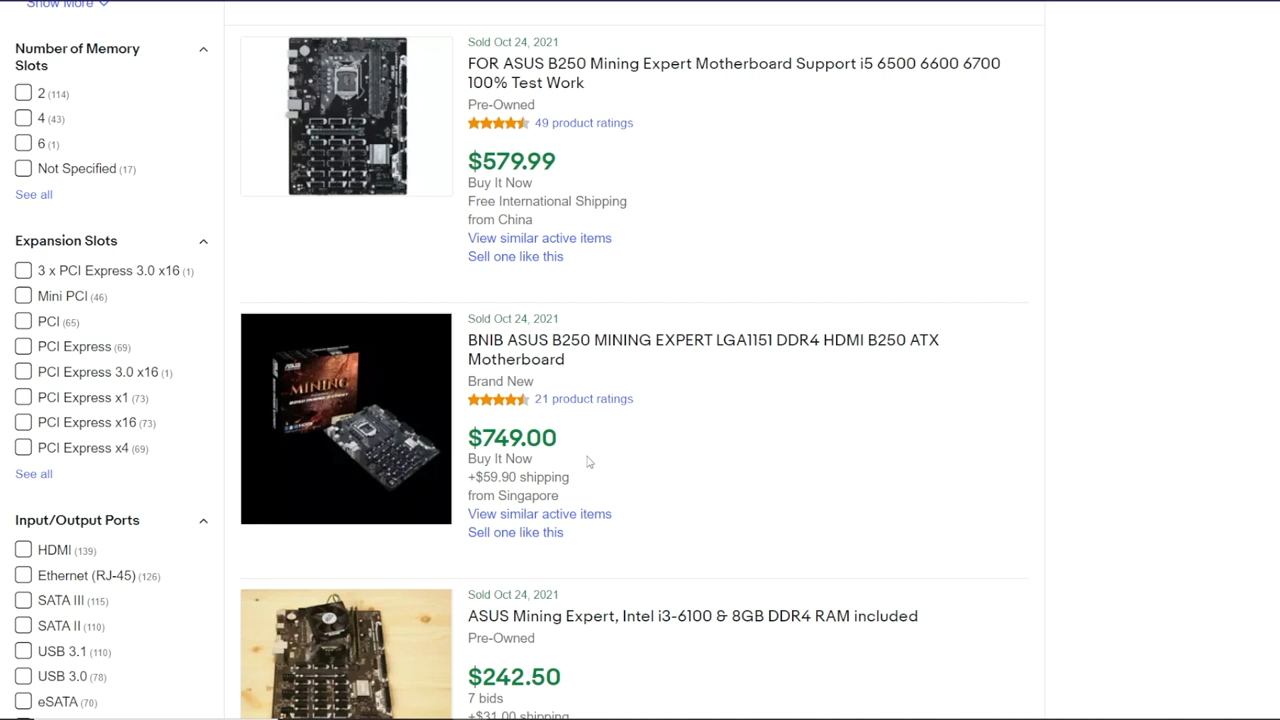 Show More
Number of Memory
Slots
2 (114)
4 (43)
6 (1)
Not Specified (17)
See all
Expansion Slots
3 x PCI Express 3.0 x16 (1)
Mini PCI (46)
PCI (65)
PCI Express (69)
PCI Express 3.0 x16 (1)
PCI Express x1 (73)
PCI Express x16 (73)
PCI Express x4 (69)
See all
Input/Output Ports
HDMI (139)
Ethernet (RJ-45) (126)
SATA III (115)
SATA II (110)
USB 3.1 (110)
USB 3.0 (78)
eSATA (70)
Sold Oct 24, 2021
FOR ASUS B250 Mining Expert Motherboard Support i5 6500 6600 6700
100% Test Work
Pre-Owned
49 product ratings
$579.99
Buy It Now
Free International Shipping
from China
View similar active items
Sell one like this
MINING
Sold Oct 24, 2021
BNIB ASUS B250 MINING EXPERT LGA1151 DDR4 HDMI B250 ATX
Motherboard
Brand New
21 product ratings
$749.00
Buy It Now
+$59.90 shipping
from Singapore
View similar active items
Sell one like this
Sold Oct 24, 2021
ASUS Mining Expert, Intel i3-6100 & 8GB DDR4 RAM included
Pre-Owned
$242.50
7 bids
+$31.00 shipping